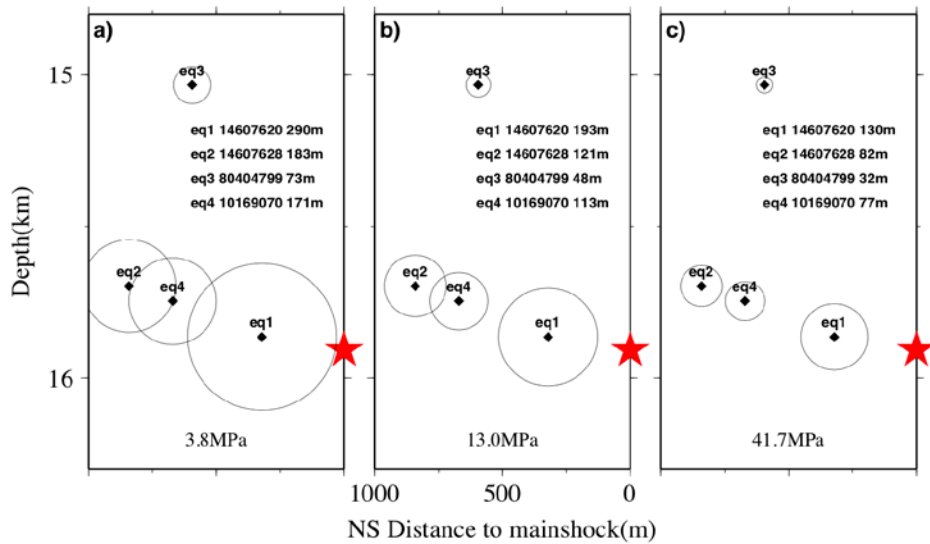 a)
eq3
eq1 14607620 290m
eq2 14607628 183m
eq3 80404799 73m
eq4 10169070 171m
eq2
eq4
eq1
3.8MPa
b)
eq3
eq1 14607620 193m
eq2 14607628 121m
eq3 80404799 48m
eq4 10169070 113m
eq2
eq4
eq1
13.0MPa
c)
eq3
eq1 14607620 130m
eq2 14607628 82m
eq3 80404799 32m
eq4 10169070 77m
eq2
eq4
eq1
41.7MPa
15
16
Depth(km)
1000 500 0
NS Distance to mainshock(m)